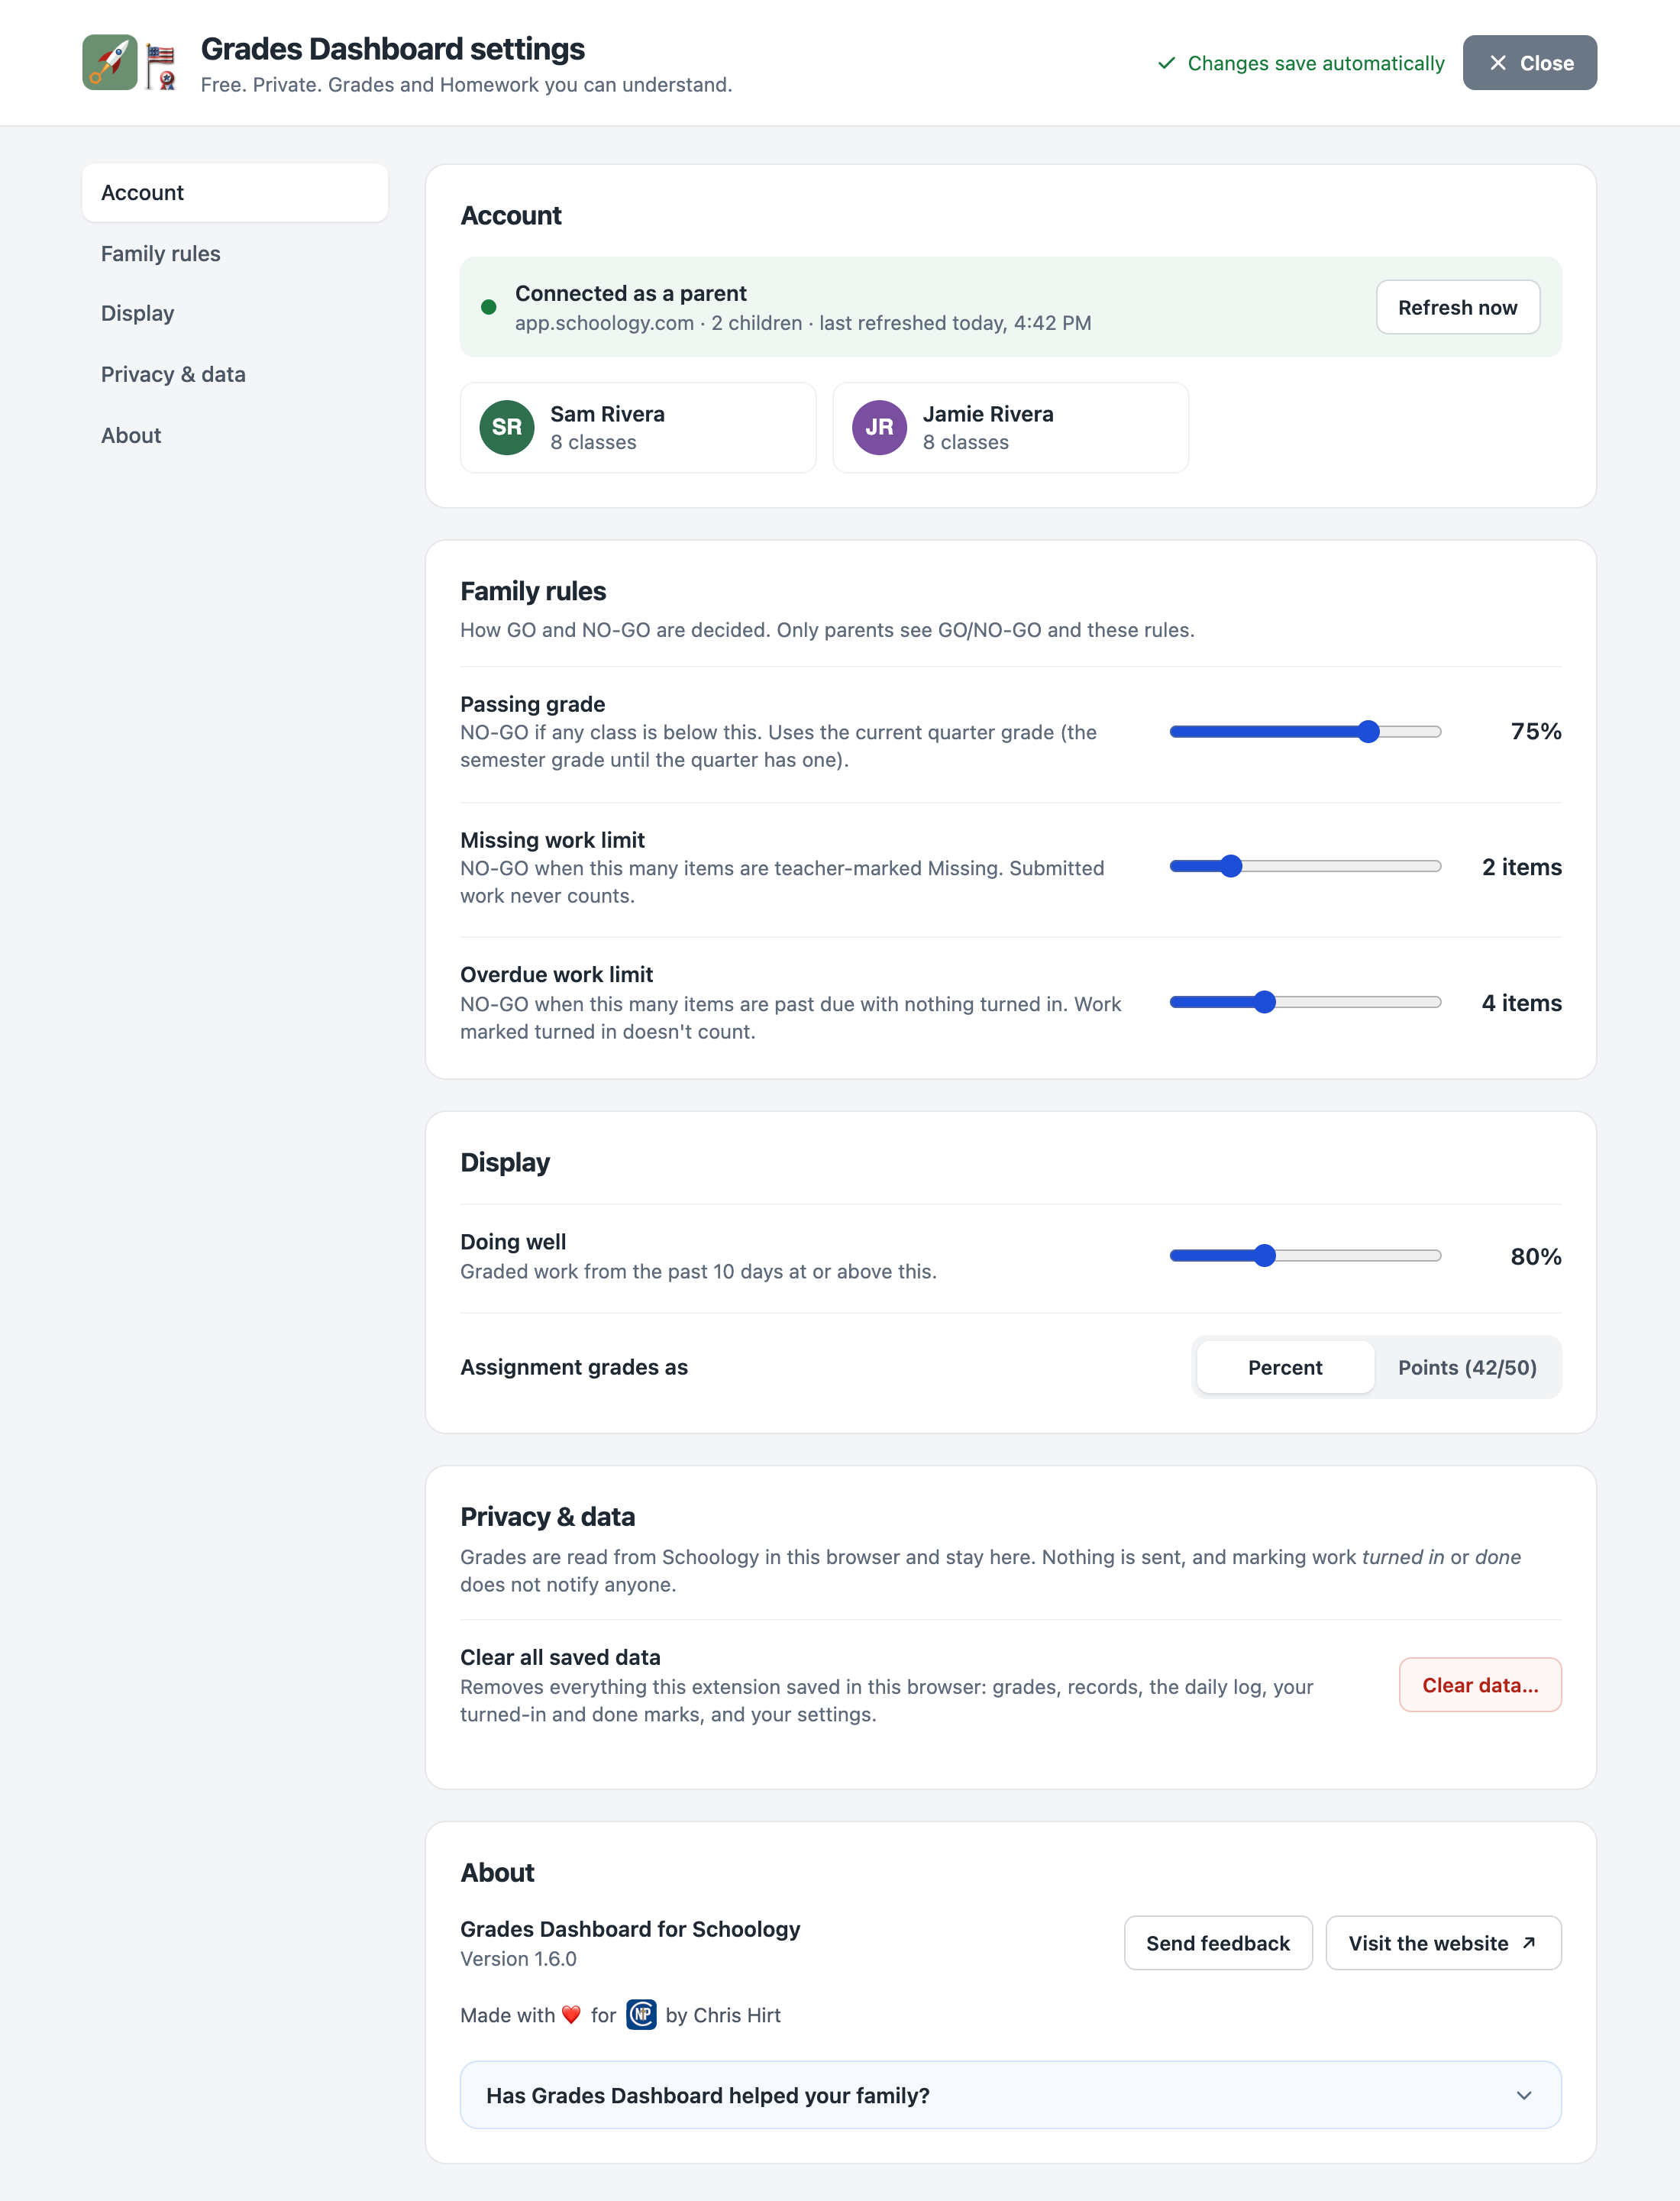 Grades Dashboard settings
Free. Private. Grades and Homework you can understand.
Changes save automatically
Close
Account
Family rules
Display
Privacy & data
About
Account
Connected as a parent
app.schoology.com · 2 children · last refreshed today, 4:42 PM
Refresh now
SR
Sam Rivera
8 classes
JR
Jamie Rivera
8 classes
Family rules
How GO and NO-GO are decided. Only parents see GO/NO-GO and these rules.
Passing grade
NO-GO if any class is below this. Uses the current quarter grade (the
semester grade until the quarter has one).
75%
Missing work limit
NO-GO when this many items are teacher-marked Missing. Submitted
work never counts.
2 items
Overdue work limit
NO-GO when this many items are past due with nothing turned in. Work
marked turned in doesn't count.
4 items
Display
Doing well
Graded work from the past 10 days at or above this.
80%
Assignment grades as
Percent
Points (42/50)
Privacy & data
Grades are read from Schoology in this browser and stay here. Nothing is sent, and marking work turned in or done
does not notify anyone.
Clear all saved data
Removes everything this extension saved in this browser: grades, records, the daily log, your
turned-in and done marks, and your settings.
Clear data...
About
Grades Dashboard for Schoology
Version 1.6.0
Send feedback
Visit the website
Made with ❤️ for NP by Chris Hirt
Has Grades Dashboard helped your family?